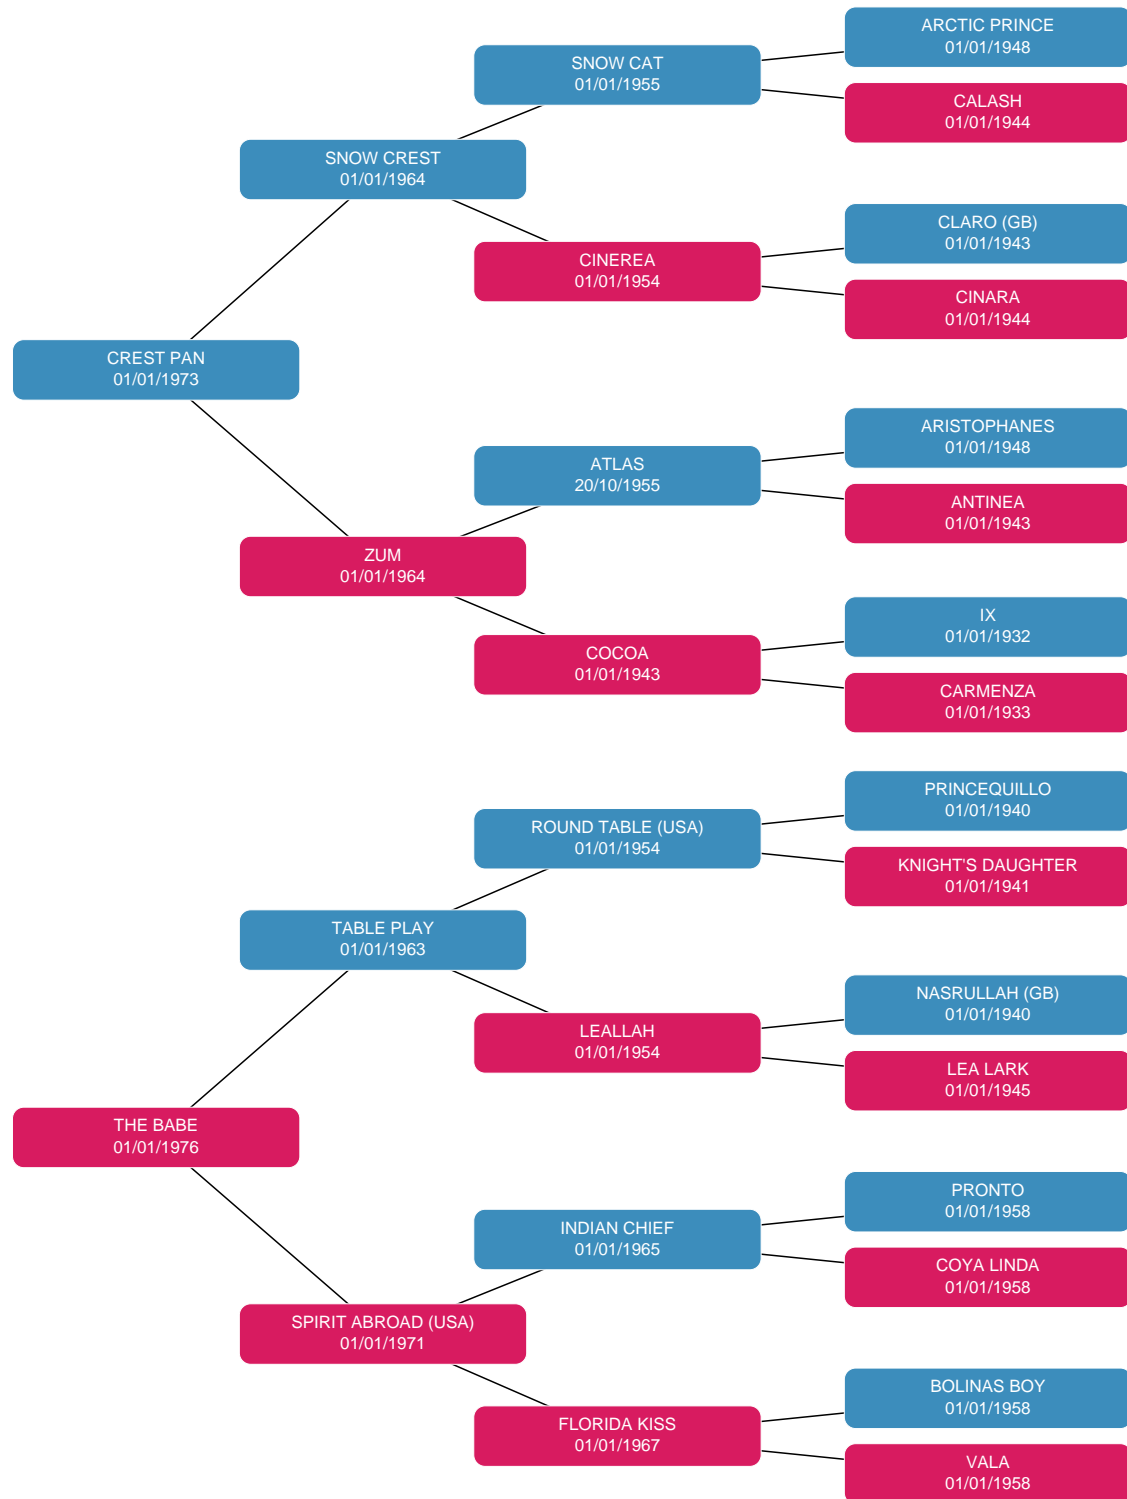 ARCTIC PRINCE
01/01/1948
SNOW CAT
01/01/1955
CALASH
01/01/1944
SNOW CREST
01/01/1964
CLARO (GB)
01/01/1943
CINEREA
01/01/1954
CINARA
01/01/1944
CREST PAN
01/01/1973
ARISTOPHANES
01/01/1948
ATLAS
20/10/1955
ANTINEA
01/01/1943
ZUM
01/01/1964
IX
01/01/1932
COCOA
01/01/1943
CARMENZA
01/01/1933
PRINCEQUILLO
01/01/1940
ROUND TABLE (USA)
01/01/1954
KNIGHT'S DAUGHTER
01/01/1941
TABLE PLAY
01/01/1963
NASRULLAH (GB)
01/01/1940
LEALLAH
01/01/1954
LEA LARK
01/01/1945
THE BABE
01/01/1976
PRONTO
01/01/1958
INDIAN CHIEF
01/01/1965
COYA LINDA
01/01/1958
SPIRIT ABROAD (USA)
01/01/1971
BOLINAS BOY
01/01/1958
FLORIDA KISS
01/01/1967
VALA
01/01/1958